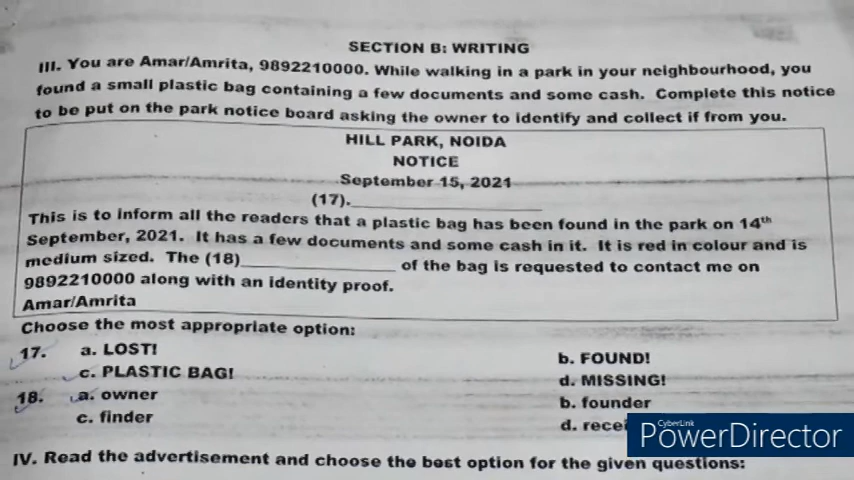 SECTION B: WRITING
III. You are Amar/Amrita, 9892210000. While walking in a park in your neighbourhood, you
found a small plastic bag containing a few documents and some cash. Complete this notice
to be put on the park notice board asking the owner to identify and collect if from you.
HILL PARK, NOIDA
NOTICE
September 15, 2021
(17).____________________
This is to inform all the readers that a plastic bag has been found in the park on 14th
September, 2021. It has a few documents and some cash in it. It is red in colour and is
medium sized. The (18)________________ of the bag is requested to contact me on
9892210000 along with an identity proof.
Amar/Amrita
Choose the most appropriate option:
17. a. LOST! b. FOUND!
c. PLASTIC BAG! d. MISSING!
18. a. owner b. founder
c. finder d.
CyberLink
PowerDirector
IV. Read the advertisement and choose the best option for the given questions: